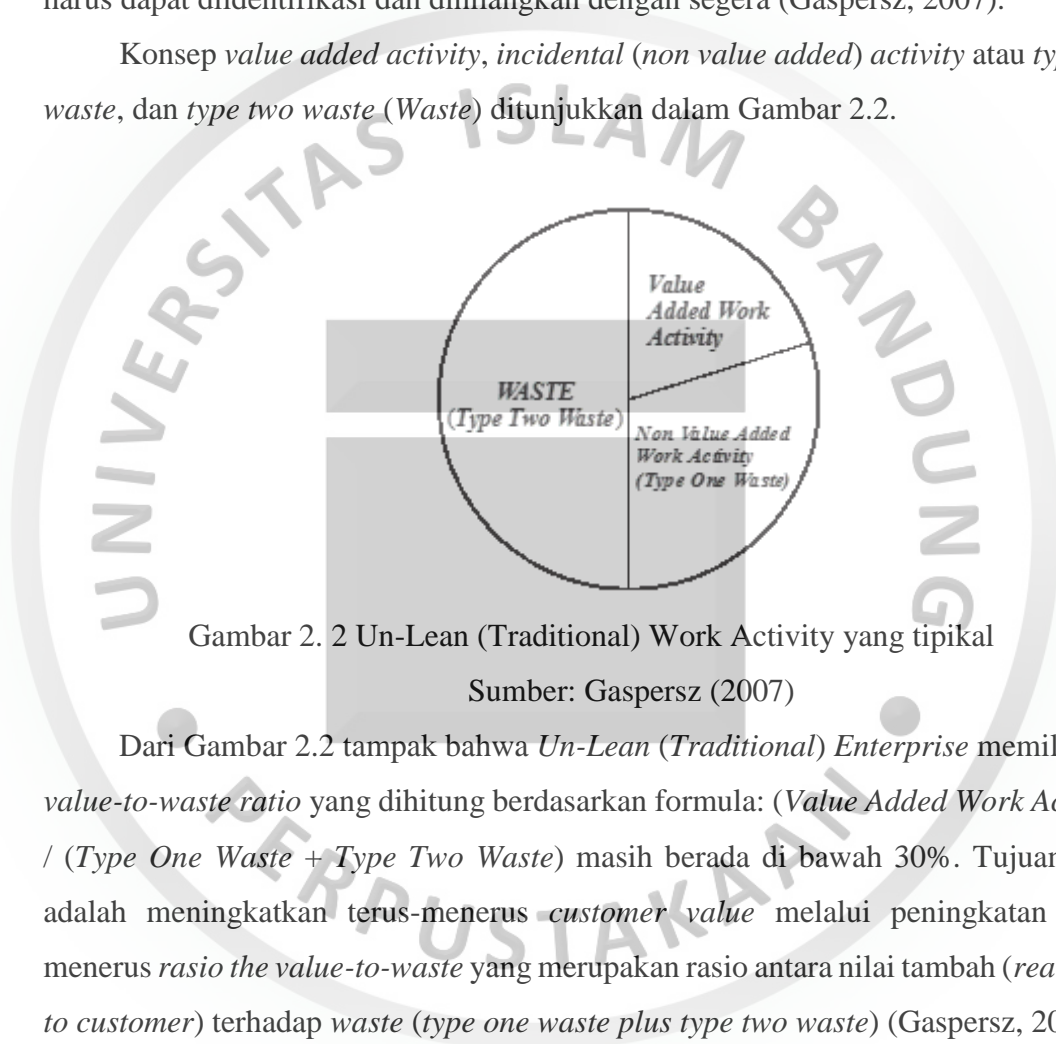 harus dapat diidentifikasi dan dihilangkan dengan segera (Gaspersz, 2007).
Konsep value added activity, incidental (non value added) activity atau
waste, dan type two waste (Waste) ditunjukkan dalam Gambar 2.2.
UNIVERSITAS ISLAM BANDUNG
Value
Added Work
Activity
WASTE
(Type Two Waste)
Non Value Added
Work Activity
(Type One Waste)
Gambar 2. 2 Un-Lean (Traditional) Work Activity yang tipikal
Sumber: Gaspersz (2007)
Dari Gambar 2.2 tampak bahwa Un-Lean (Traditional) Enterprise
value-to-waste ratio yang dihitung berdasarkan formula: (Value Added Work
/ (Type One Waste + Type Two Waste) masih berada di bawah 30%. Tujuan
adalah meningkatkan terus-menerus customer value melalui peningkatan
menerus rasio the value-to-waste yang merupakan rasio antara nilai tambah
to customer) terhadap waste (type one waste plus type two waste) (Gaspersz,
PERPUSTAKAAN